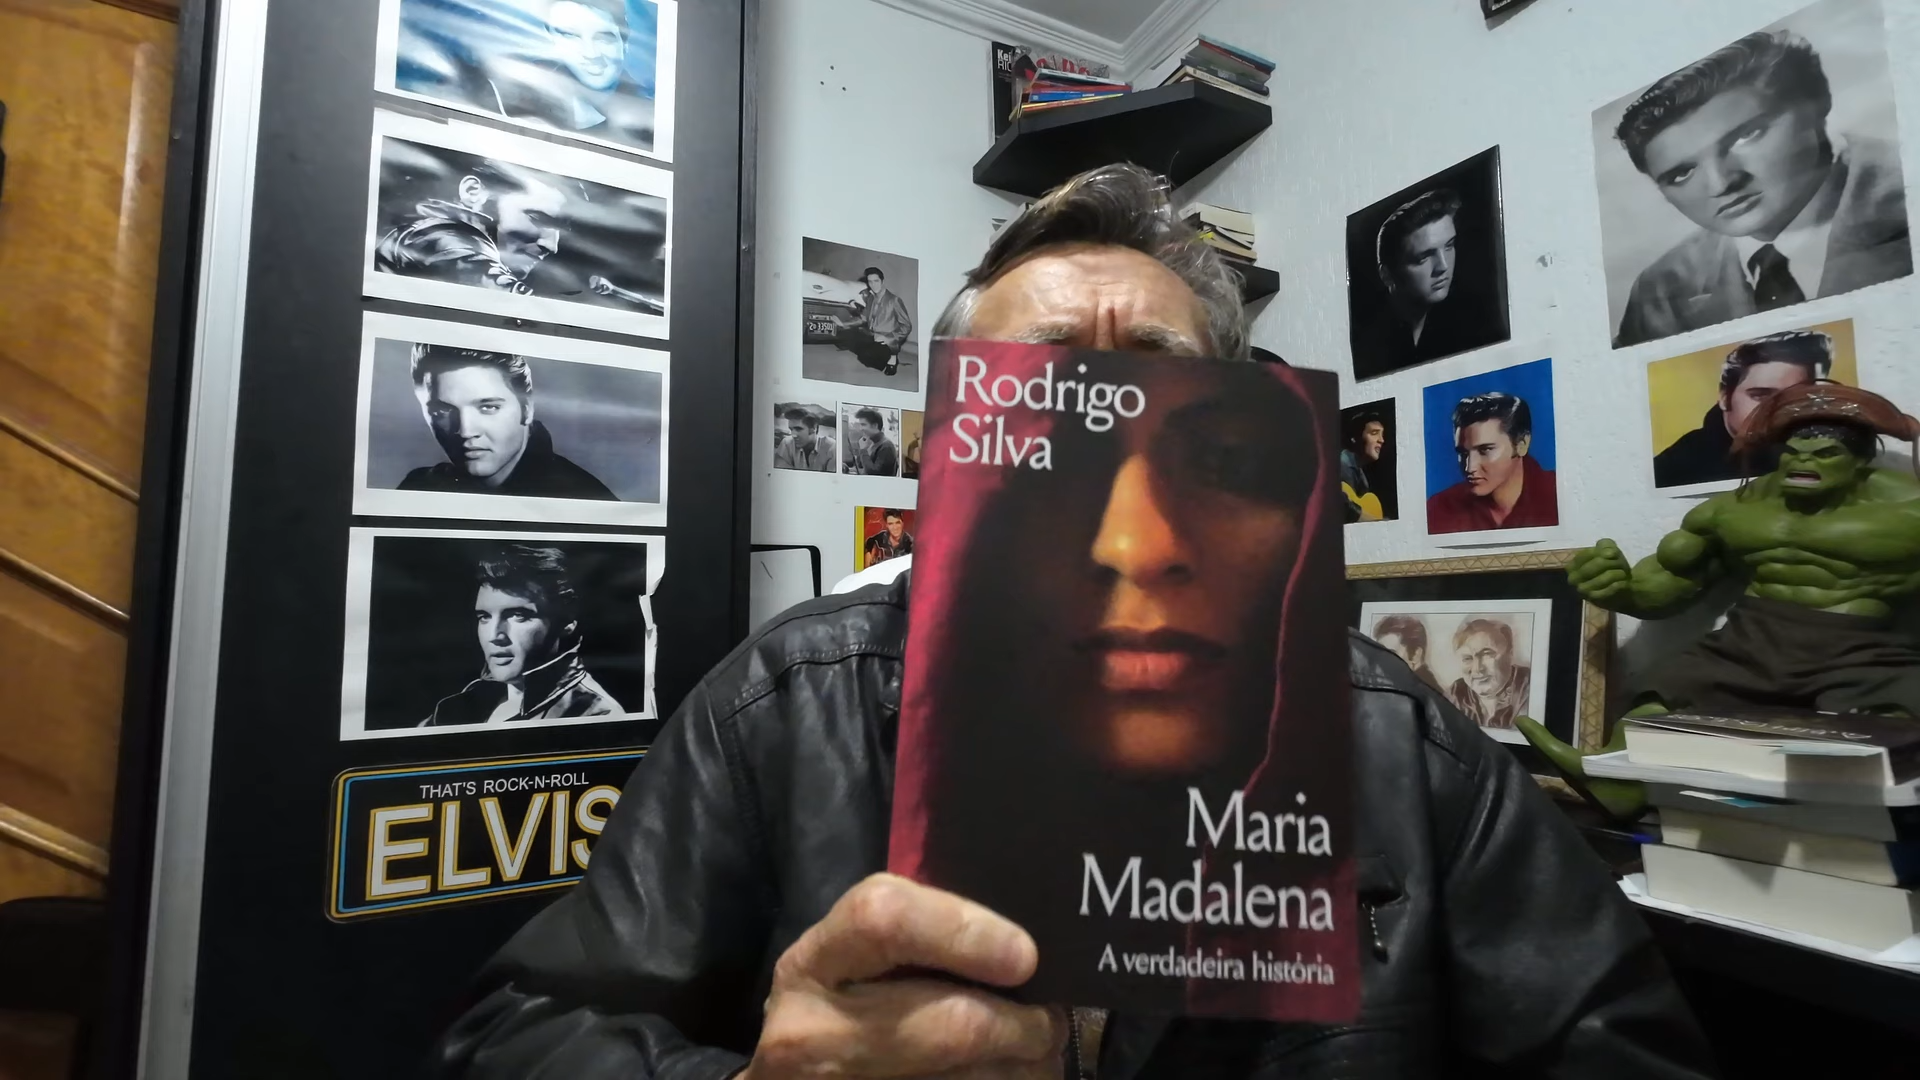 Rodrigo
Silva
Maria
Madalena
A verdadeira história
THAT'S ROCK-N-ROLL
ELVIS